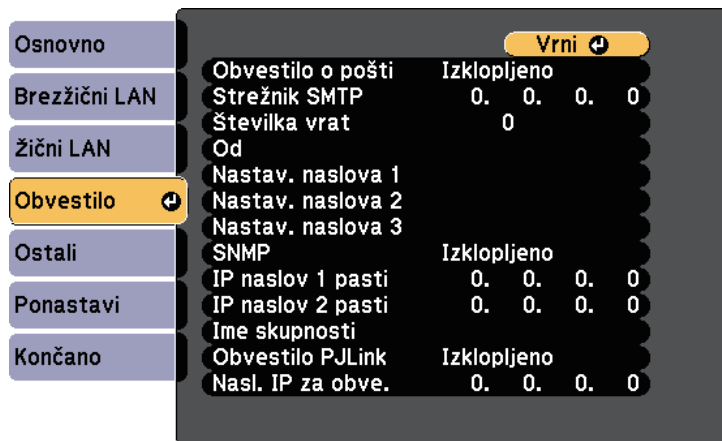 Osnovno
Brezžični LAN
Žični LAN
Obvestilo
Ostali
Ponastavi
Končano
Vrni
Obvestilo o pošti Izklopljeno
Strežnik SMTP 0. 0. 0. 0
Številka vrat 0
Od
Nastav. naslova 1
Nastav. naslova 2
Nastav. naslova 3
SNMP Izklopljeno
IP naslov 1 pasti 0. 0. 0. 0
IP naslov 2 pasti 0. 0. 0. 0
Ime skupnosti
Obvestilo PJLink Izklopljeno
Nasl. IP za obve. 0. 0. 0. 0